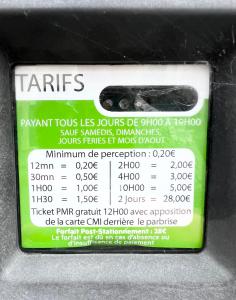 TARIFS
PAYANT TOUS LES JOURS DE 9H00 À 19H00
SAUF SAMEDIS, DIMANCHES,
JOURS FERIES ET MOIS D'AOUT
Minimum de perception : 0,20€
12mn = 0,20€ 2H00 = 2,00€
30mn = 0,50€ 4H00 = 3,00€
1H00 = 1,00€ 10H00 = 5,00€
1H30 = 1,50€ 2 Jours = 28,00€
Ticket PMR gratuit 12H00 avec apposition
de la carte CMI derrière le parbrise
Forfait Post-Stationnement : 28€
Le forfait est dû en cas d'absence ou
d'insuffisance de paiement